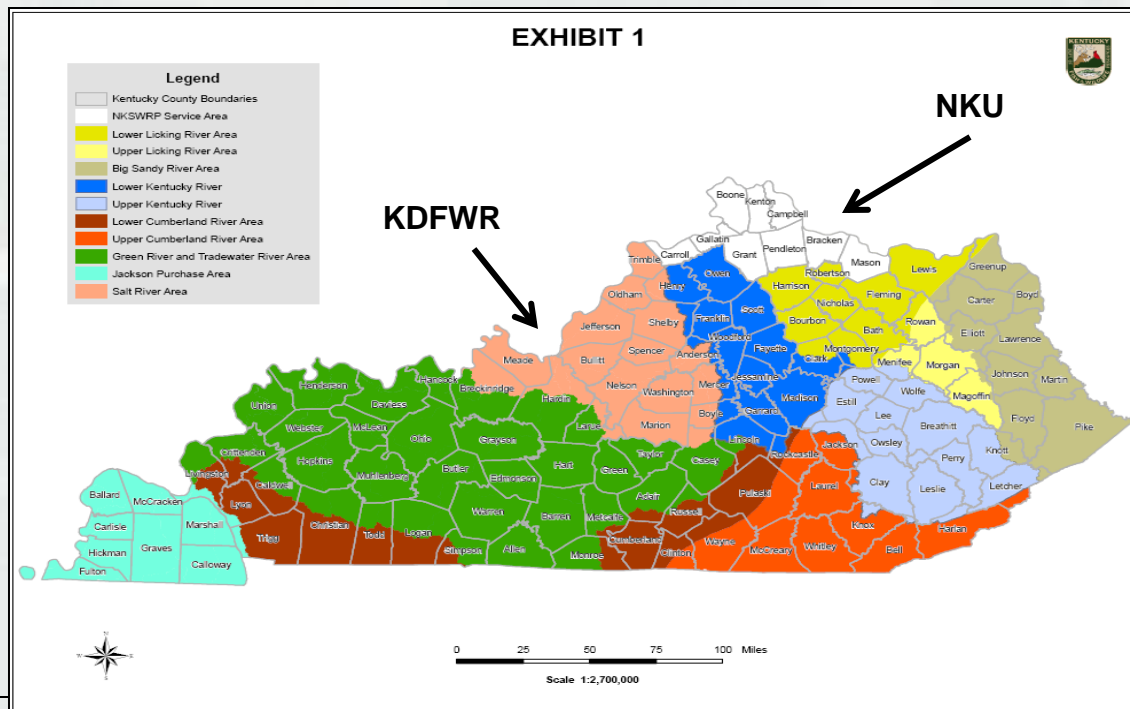 EXHIBIT 1
KENTUCKY
Legend
Kentucky County Boundaries
NKSWRP Service Area
Lower Licking River Area
Upper Licking River Area
Big Sandy River Area
Lower Kentucky River
Upper Kentucky River
Lower Cumberland River Area
Upper Cumberland River Area
Green River and Tradewater River Area
Jackson Purchase Area
Salt River Area
NKU
KDFWR
Boone
Kenton
Campbell
Gallatin
Carroll
Grant
Pendleton
Bracken
Mason
Trimble
Henry
Owen
Harrison
Robertson
Lewis
Greenup
Oldham
Nicholas
Fleming
Carter
Boyd
Jefferson
Shelby
Franklin
Scott
Bourbon
Bath
Rowan
Elliott
Lawrence
Meade
Bullitt
Spencer
Anderson
Woodford
Fayette
Clark
Montgomery
Menifee
Morgan
Johnson
Martin
Hancock
Breckinridge
Nelson
Washington
Mercer
Jessamine
Madison
Powell
Wolfe
Magoffin
Floyd
Pike
Henderson
Union
Daviess
Hardin
Larue
Marion
Boyle
Garrard
Estill
Lee
Breathitt
Knott
Webster
McLean
Ohio
Grayson
Taylor
Casey
Lincoln
Rockcastle
Jackson
Owsley
Perry
Letcher
Crittenden
Hopkins
Muhlenberg
Butler
Edmonson
Hart
Green
Adair
Pulaski
Laurel
Clay
Leslie
Livingston
Caldwell
Lyon
Warren
Barren
Metcalfe
Russell
Knox
Harlan
Ballard
McCracken
Marshall
Carlisle
Graves
Hickman
Fulton
Calloway
Trigg
Christian
Todd
Logan
Simpson
Allen
Monroe
Cumberland
Clinton
Wayne
McCreary
Whitley
Bell
N
W
E
S
0 25 50 75 100 Miles
Scale 1:2,700,000